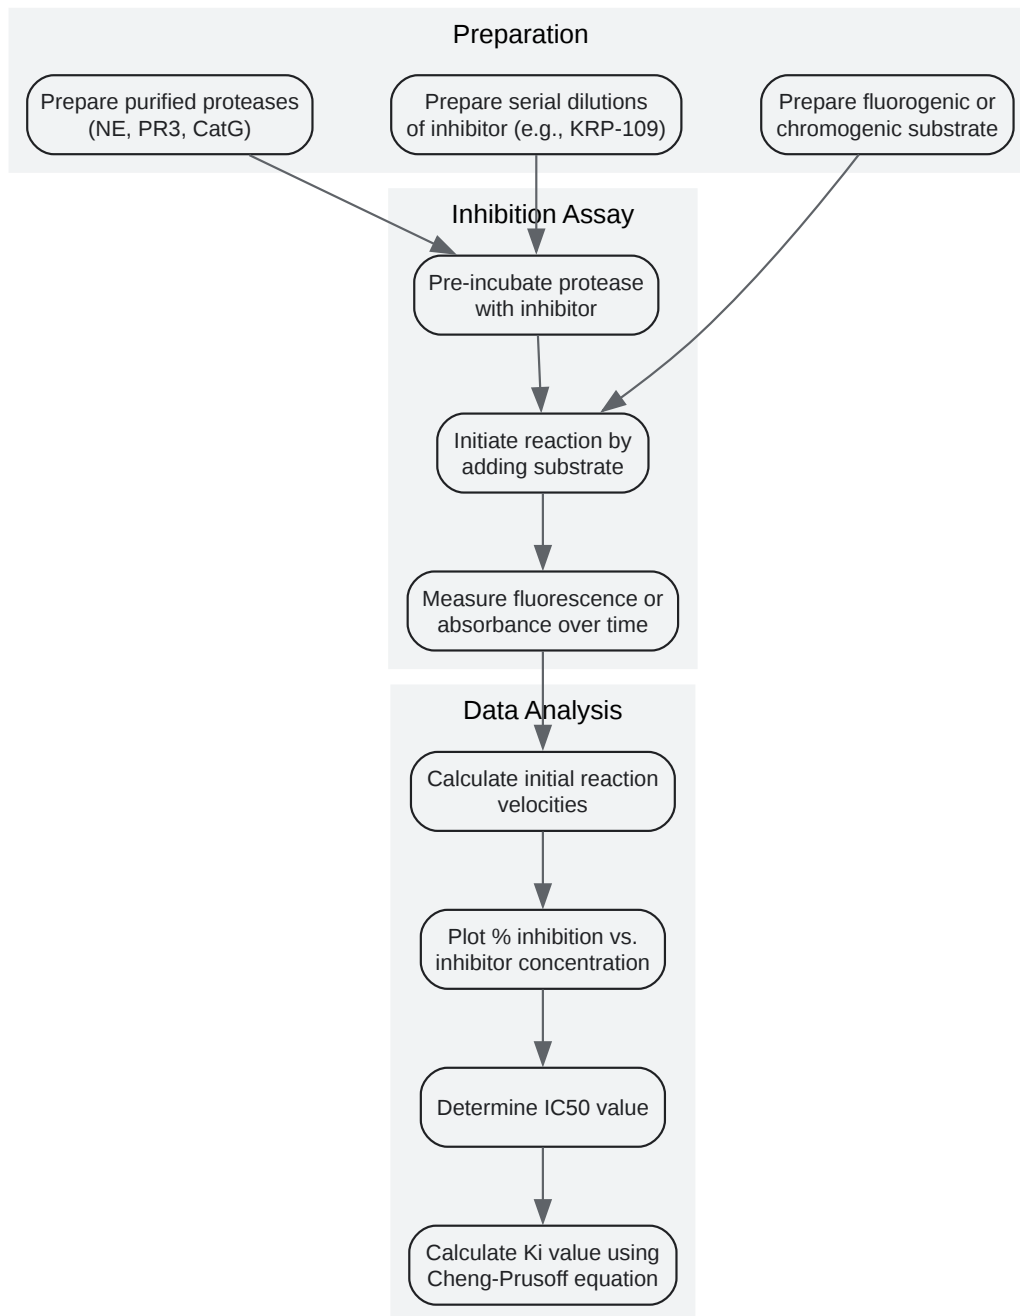 Preparation
Prepare purified proteases
(NE, PR3, CatG)
Prepare serial dilutions
of inhibitor (e.g., KRP-109)
Prepare fluorogenic or
chromogenic substrate
Inhibition Assay
Pre-incubate protease
with inhibitor
Initiate reaction by
adding substrate
Measure fluorescence or
absorbance over time
Data Analysis
Calculate initial reaction
velocities
Plot % inhibition vs.
inhibitor concentration
Determine IC50 value
Calculate Ki value using
Cheng-Prusoff equation